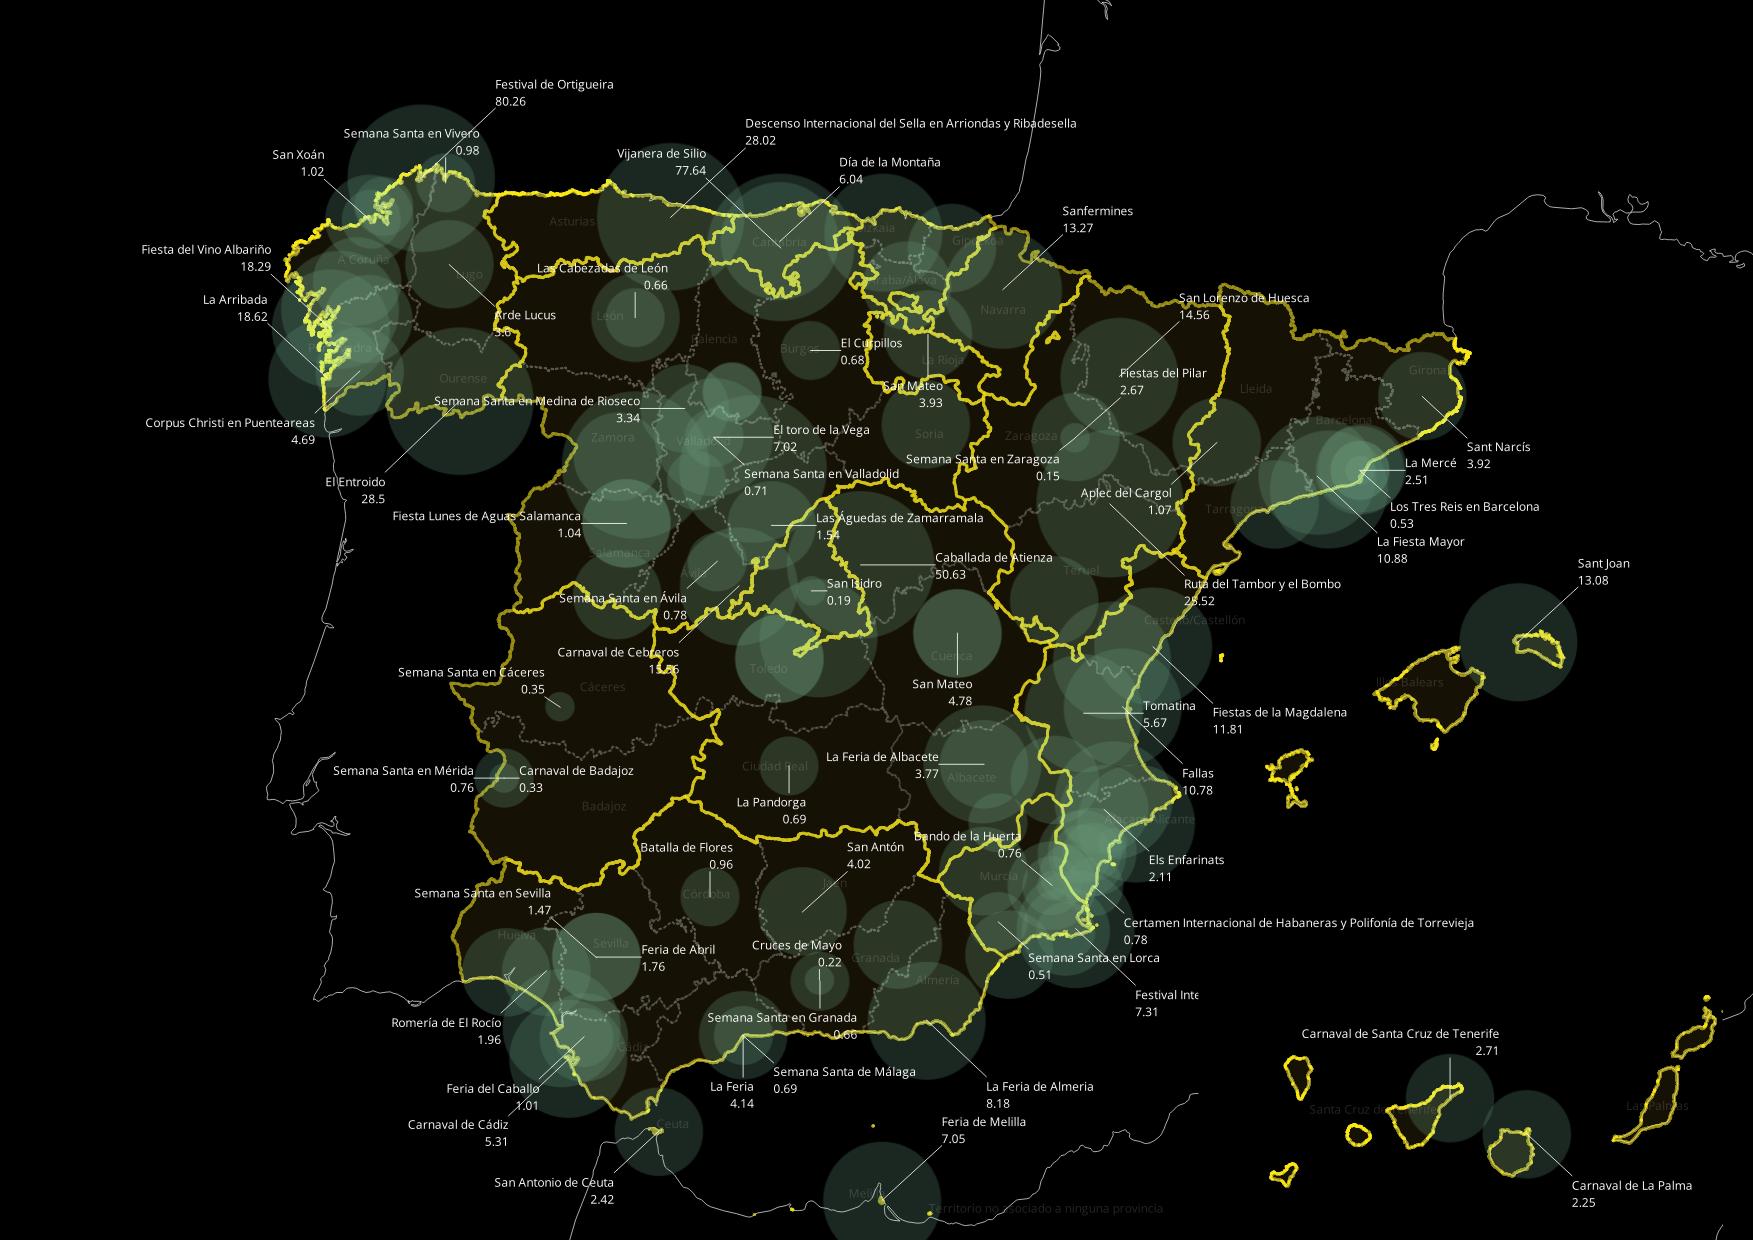 Festival de Ortigueira
80.26
Semana Santa en Vivero
0.98
San Xoán
1.02
Descenso Internacional del Sella en Arriondas y Ribadesella
28.02
Vijanera de Silio
77.64
Día de la Montaña
6.04
Sanfermines
13.27
Fiesta del Vino Albariño
18.29
La Arribada
18.62
Asturias
Cantabria
Gipuzkoa
A Coruña
Lugo
Las Cabezadas de León
0.66
León
Araba/Álava
Navarra
Arde Lucus
3.6
Palencia
Burgos
El Curpillos
0.68
La Rioja
San Lorenzo de Huesca
14.56
Fiestas del Pilar
2.67
Ourense
Semana Santa en Medina de Rioseco
3.34
San Mateo
3.93
Lleida
Girona
Barcelona
Corpus Christi en Puenteareas
4.69
Zamora
Valladolid
El toro de la Vega
7.02
Soria
Zaragoza
Semana Santa en Zaragoza
0.15
Sant Narcís
3.92
La Mercé
2.51
El Entroido
28.5
Semana Santa en Valladolid
0.71
Aplec del Cargol
1.07
Tarragona
Los Tres Reis en Barcelona
0.53
Fiesta Lunes de Aguas Salamanca
1.04
Las Águedas de Zamarramala
1.54
La Fiesta Mayor
10.88
Salamanca
Ávila
Caballada de Atienza
50.63
Teruel
Sant Joan
13.08
Semana Santa en Ávila
0.78
San Isidro
0.19
Ruta del Tambor y el Bombo
25.52
Castelló/Castellón
Carnaval de Cebreros
15.56
Toledo
Cuenca
San Mateo
4.78
Illes Balears
Semana Santa en Cáceres
0.35
Cáceres
Tomatina
5.67
Fiestas de la Magdalena
11.81
Semana Santa en Mérida
0.76
Carnaval de Badajoz
0.33
Badajoz
Ciudad Real
La Pandorga
0.69
La Feria de Albacete
3.77
Albacete
Fallas
10.78
Alacant/Alicante
Batalla de Flores
0.96
San Antón
4.02
Bando de la Huerta
0.76
Els Enfarinats
2.11
Córdoba
Jaén
Murcia
Semana Santa en Sevilla
1.47
Huelva
Sevilla
Feria de Abril
1.76
Cruces de Mayo
0.22
Granada
Almería
Certamen Internacional de Habaneras y Polifonía de Torrevieja
0.78
Semana Santa en Lorca
0.51
Festival Inte
7.31
Romería de El Rocío
1.96
Semana Santa en Granada
0.66
Cádiz
Carnaval de Santa Cruz de Tenerife
2.71
Feria del Caballo
1.01
La Feria
4.14
Semana Santa de Málaga
0.69
La Feria de Almeria
8.18
Santa Cruz de Tenerife
Las Palmas
Carnaval de Cádiz
5.31
Ceuta
Feria de Melilla
7.05
San Antonio de Ceuta
2.42
Melilla
Territorio no asociado a ninguna provincia
Carnaval de La Palma
2.25